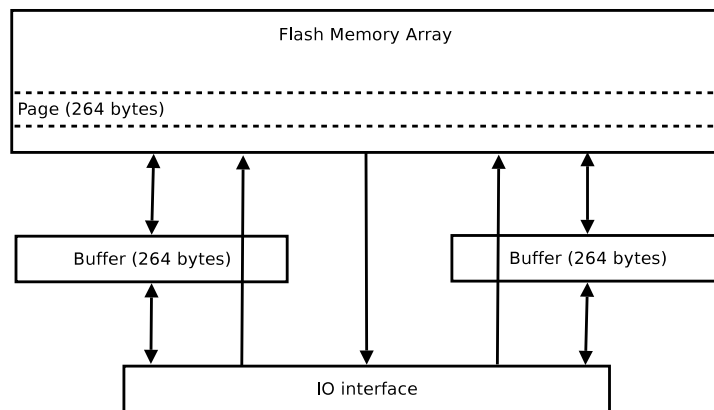 Flash Memory Array
Page (264 bytes)
Buffer (264 bytes)
Buffer (264 bytes)
IO interface